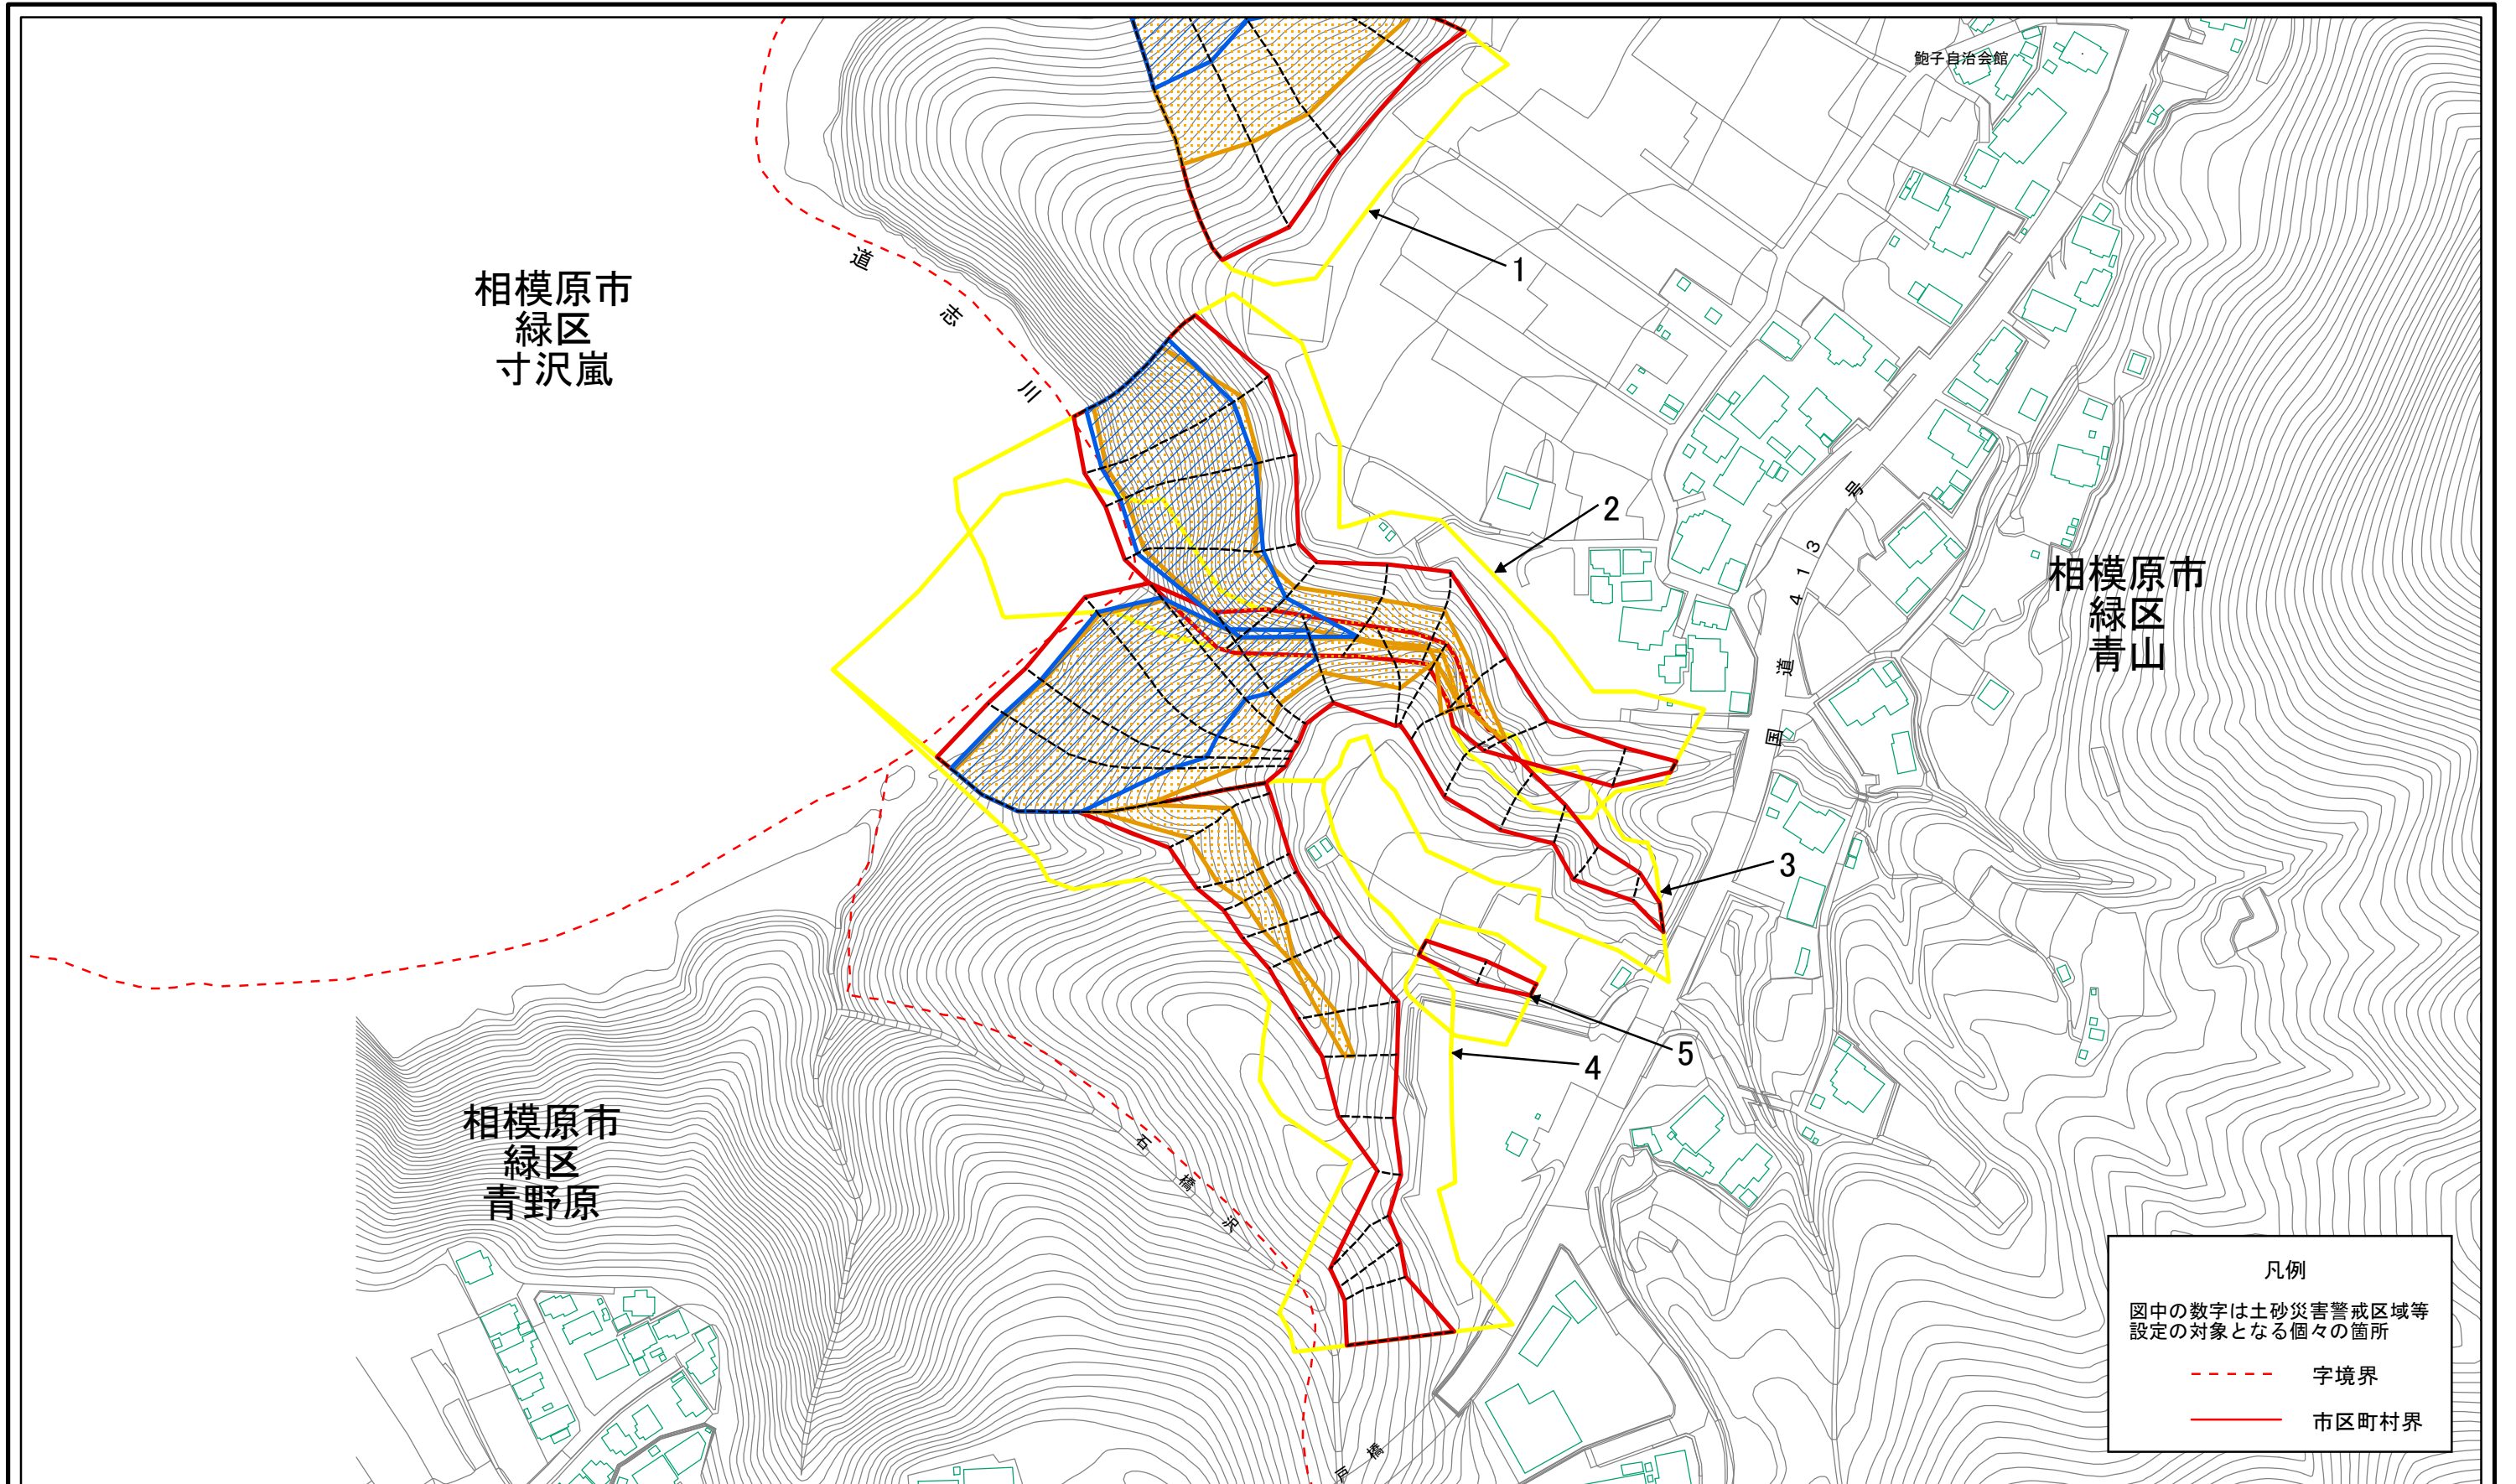 鮑子自治会館
1
道志川
相模原市
緑区
寸沢嵐
2
国道413号
相模原市
緑区
青山
3
4
5
相模原市
緑区
青野原
石橋沢
戸橋
凡例
図中の数字は土砂災害警戒区域等
設定の対象となる個々の箇所
字境界
市区町村界